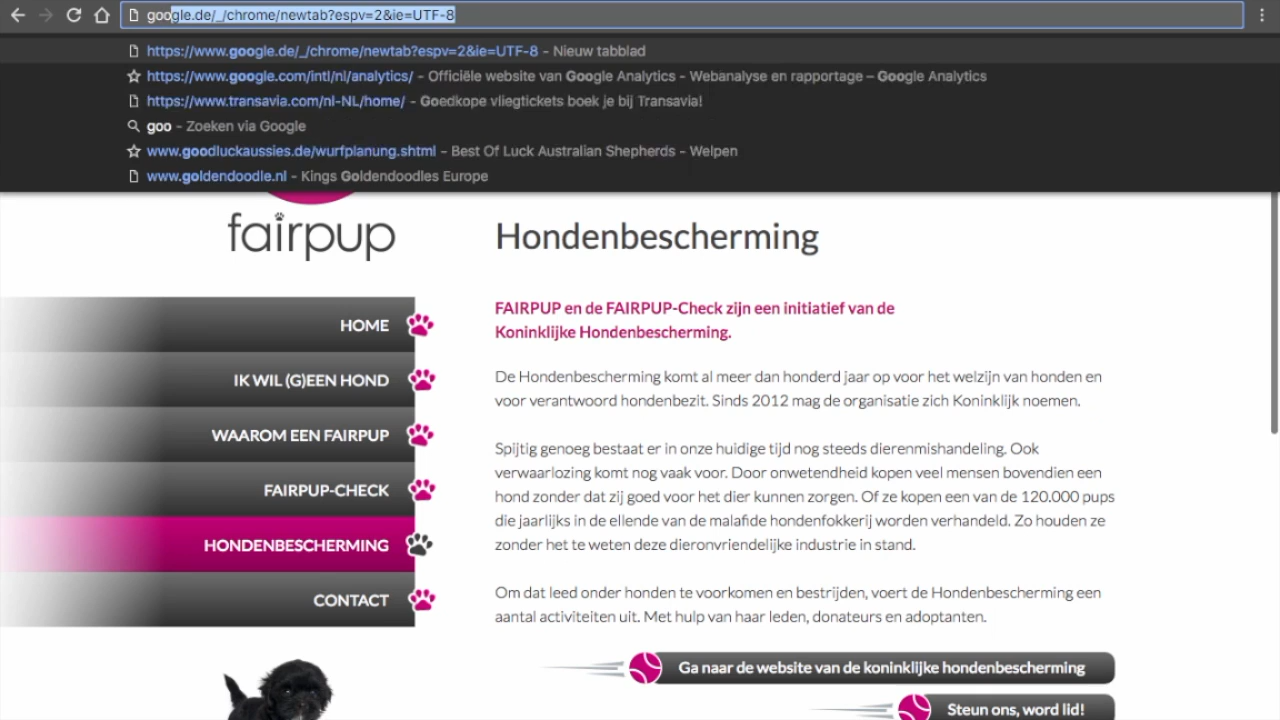 google.de/_/chrome/newtab?espv=2&ie=UTF-8
https://www.google.de/_/chrome/newtab?espv=2&ie=UTF-8 – Nieuw tabblad
https://www.google.com/intl/nl/analytics/ – Officiële website van Google Analytics - Webanalyse en rapportage – Google Analytics
https://www.transavia.com/nl-NL/home/ – Goedkope vliegtickets boek je bij Transavia!
goo – Zoeken via Google
www.goodluckaussies.de/wurfplanung.shtml – Best Of Luck Australian Shepherds - Welpen
www.goldendoodle.nl – Kings Goldendoodles Europe
fairpup
HOME
IK WIL (G)EEN HOND
WAAROM EEN FAIRPUP
FAIRPUP-CHECK
HONDENBESCHERMING
CONTACT
Hondenbescherming
FAIRPUP en de FAIRPUP-Check zijn een initiatief van de
Koninklijke Hondenbescherming.
De Hondenbescherming komt al meer dan honderd jaar op voor het welzijn van honden en
voor verantwoord hondenbezit. Sinds 2012 mag de organisatie zich Koninklijk noemen.
Spijtig genoeg bestaat er in onze huidige tijd nog steeds dierenmishandeling. Ook
verwaarlozing komt nog vaak voor. Door onwetendheid kopen veel mensen bovendien een
hond zonder dat zij goed voor het dier kunnen zorgen. Of ze kopen een van de 120.000 pups
die jaarlijks in de ellende van de malafide hondenfokkerij worden verhandeld. Zo houden ze
zonder het te weten deze dieronvriendelijke industrie in stand.
Om dat leed onder honden te voorkomen en bestrijden, voert de Hondenbescherming een
aantal activiteiten uit. Met hulp van haar leden, donateurs en adoptanten.
Ga naar de website van de koninklijke hondenbescherming
Steun ons, word lid!